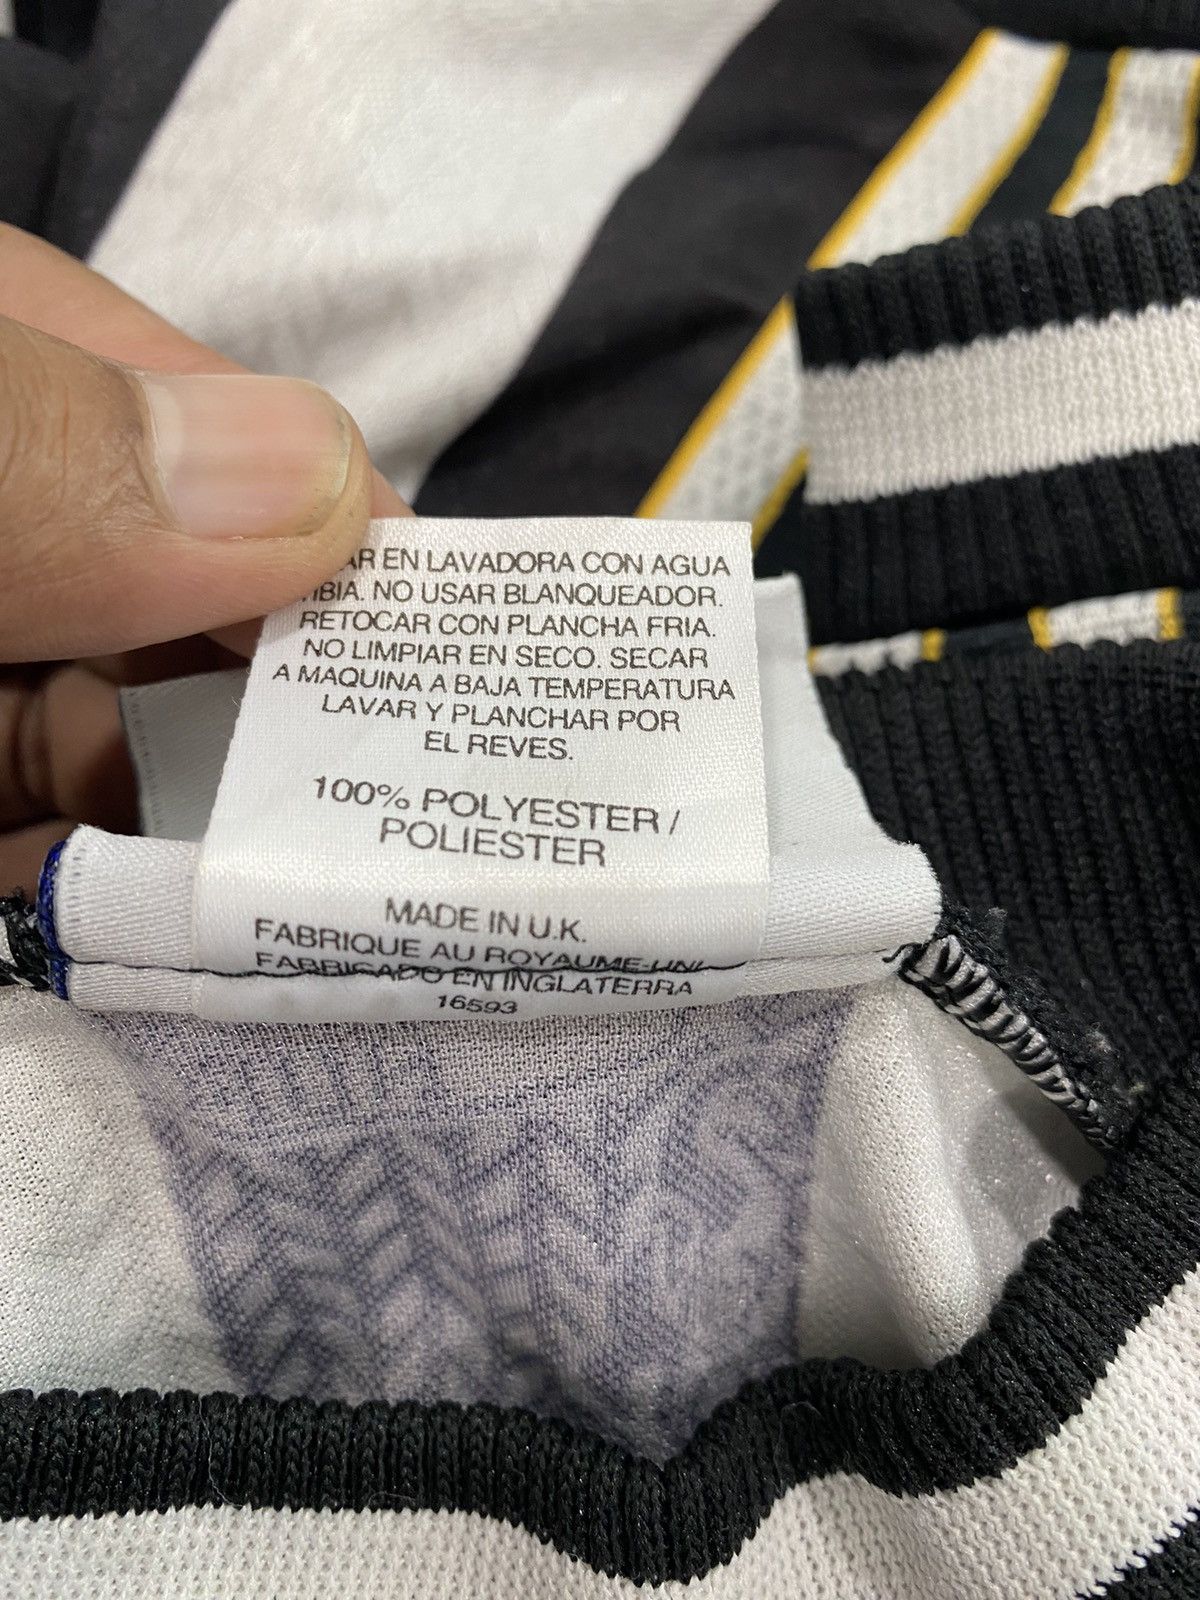 EN LAVADORA CON AGUA
NO USAR BLANQUEADOR.
RETOCAR CON PLANCHA FRIA.
NO LIMPIAR EN SECO. SECAR
A MAQUINA A BAJA TEMPERATURA
LAVAR Y PLANCHAR POR
EL REVES.
100% POLYESTER /
POLIESTER
MADE IN U.K.
FABRIQUE AU ROYAUME-UNI
FABRICADO EN INGLATERRA
16593